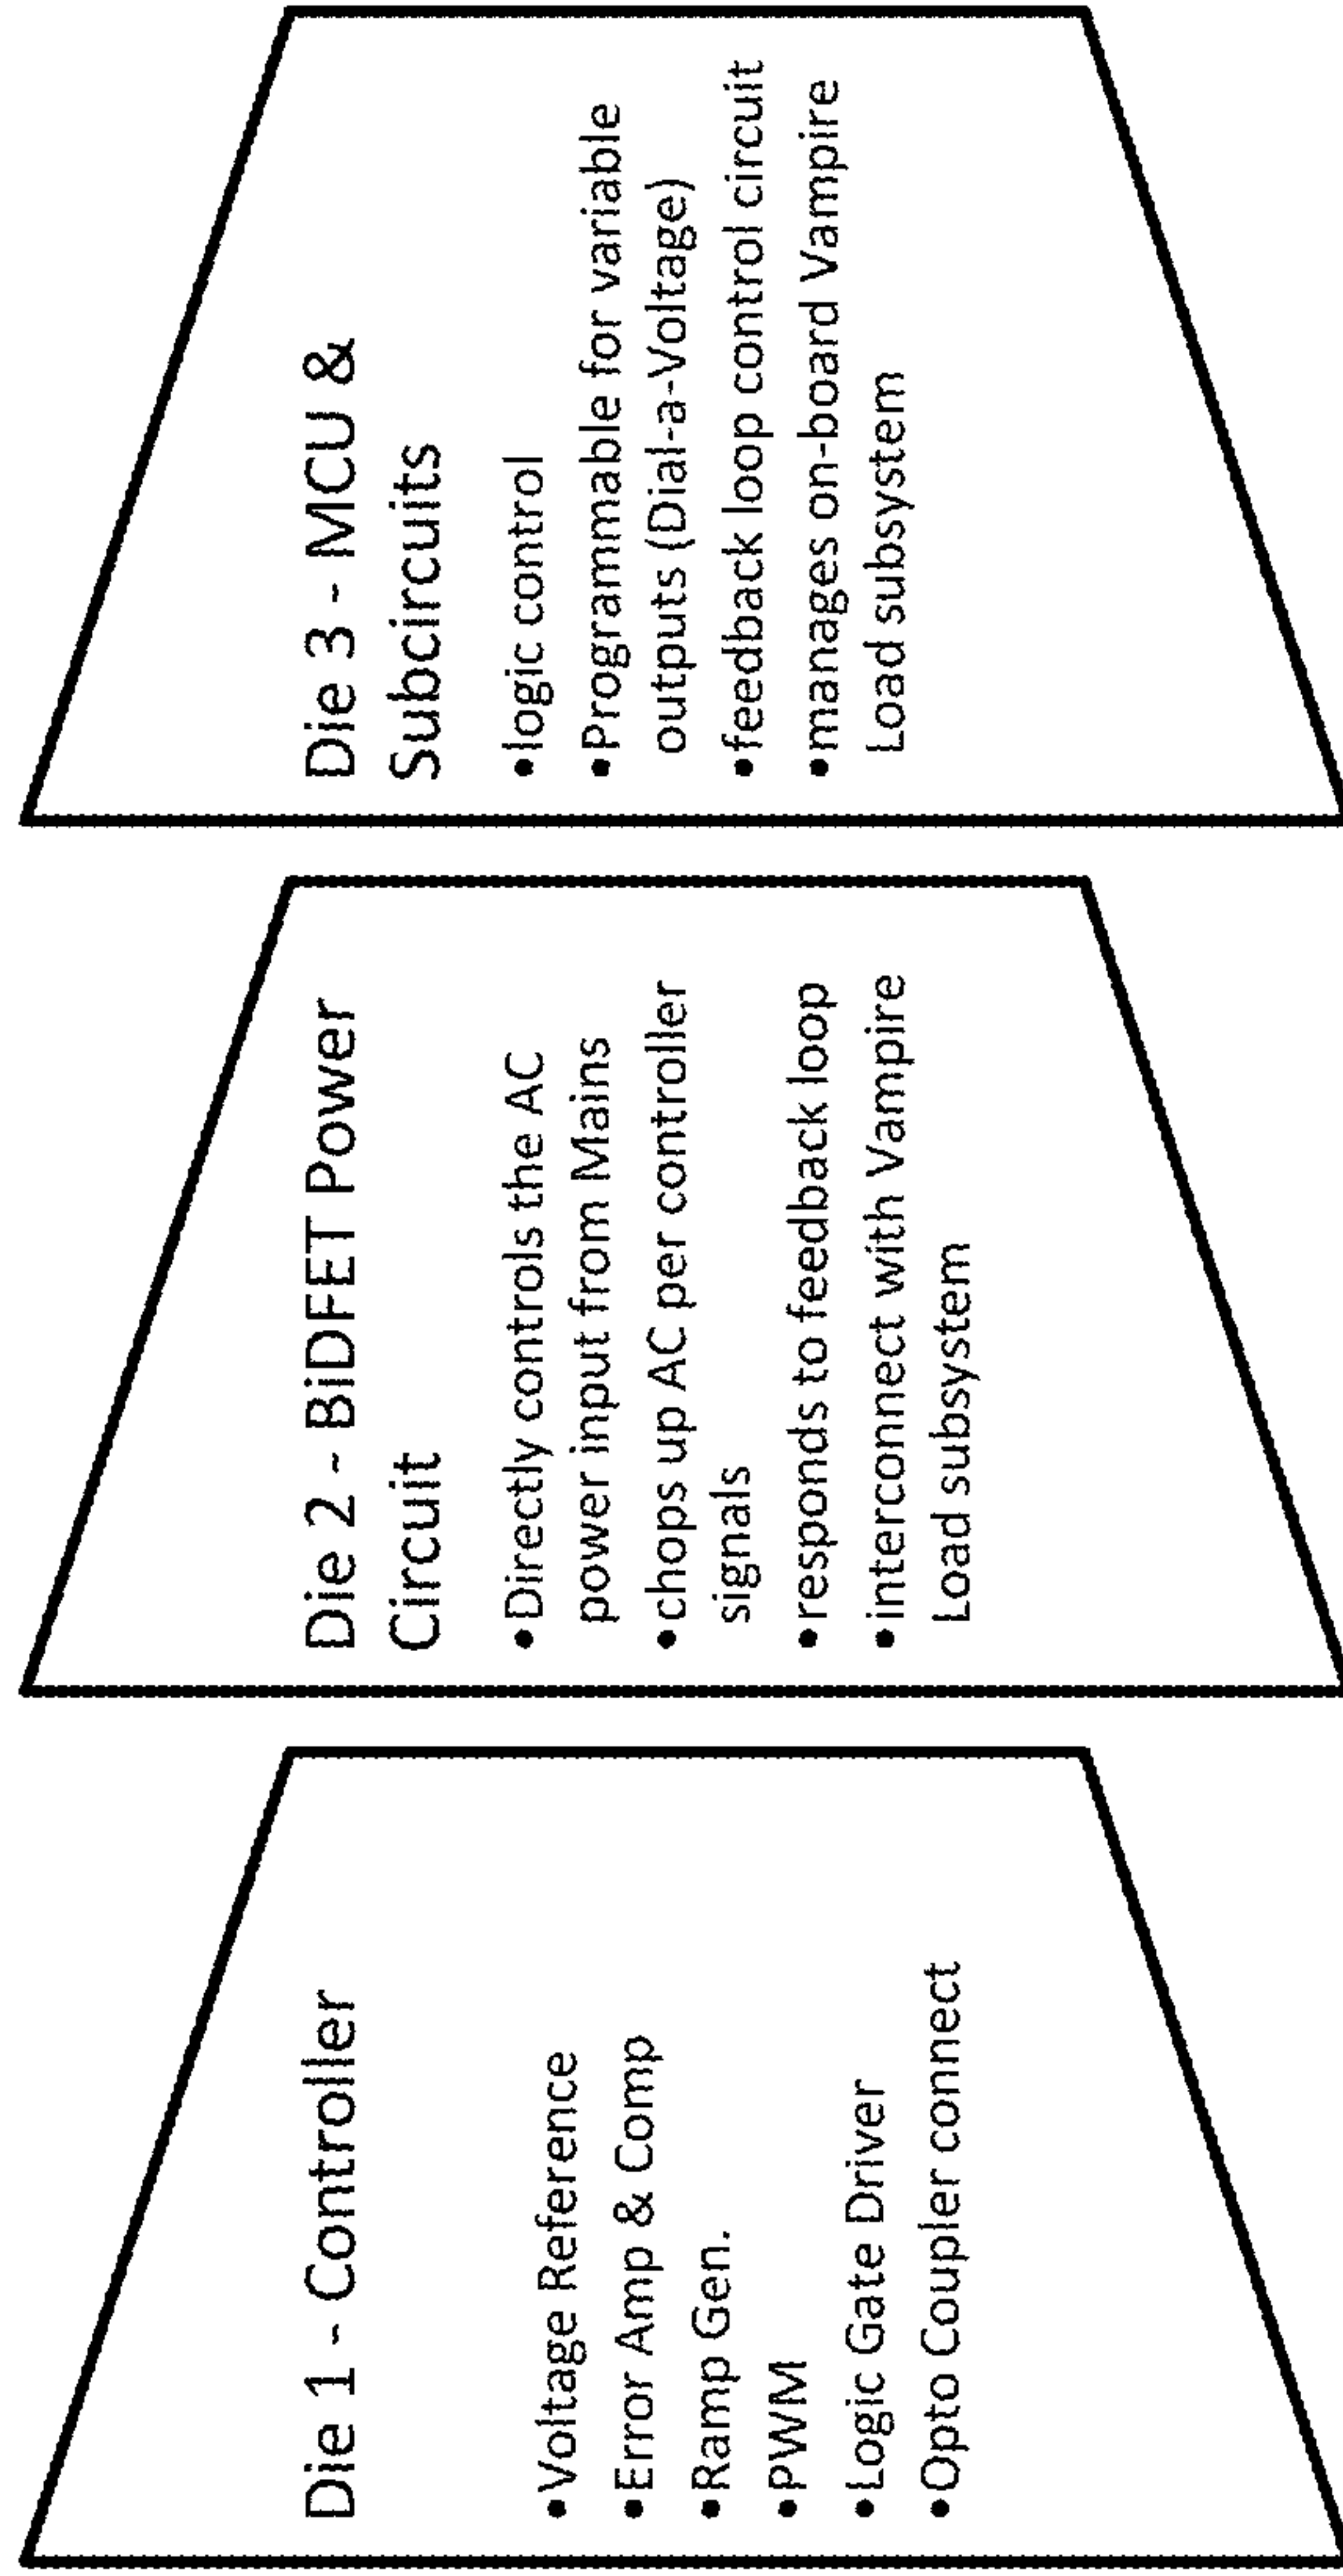 Die 1 - Controller
•Voltage Reference
•Error Amp & Comp
•Ramp Gen.
•PWM
•Logic Gate Driver
•Opto Coupler connect
Die 2 - BiDFET Power
Circuit
•Directly controls the AC
power input from Mains
•chops up AC per controller
signals
•responds to feedback loop
•interconnect with Vampire
Load subsystem
Die 3 - MCU &
Subcircuits
•logic control
•Programmable for variable
outputs (Dial-a-Voltage)
•feedback loop control circuit
•manages on-board Vampire
Load subsystem